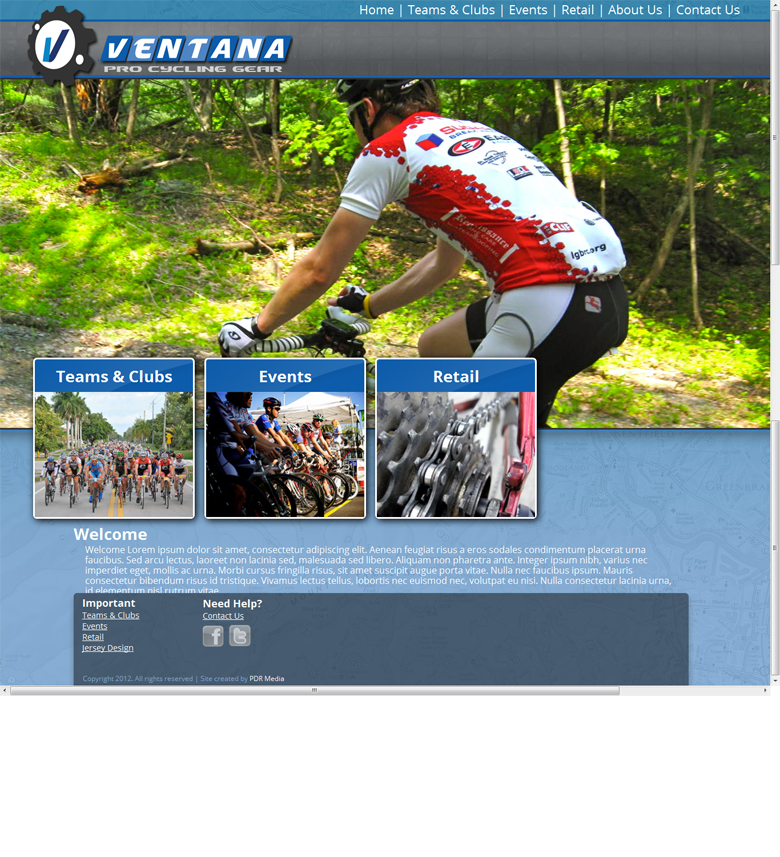 Home | Teams & Clubs | Events | Retail | About Us | Contact Us
V.
VENTANA
PRO CYCLING GEAR
lgbrc.org
Teams & Clubs
Events
Retail
Welcome
Welcome Lorem ipsum dolor sit amet, consectetur adipiscing elit. Aenean feugiat risus a eros sodales condimentum placerat urna
faucibus. Sed arcu lectus, laoreet non lacinia sed, malesuada sed libero. Aliquam non pharetra ante. Integer ipsum nibh, varius nec
imperdiet eget, mollis ac urna. Morbi cursus fringilla risus, sit amet suscipit augue porta vitae. Nulla nec faucibus ipsum. Mauris
consectetur bibendum risus id tristique. Vivamus lectus tellus, lobortis nec euismod nec, volutpat eu nisi. Nulla consectetur lacinia urna,
id elementum nisl rutrum vitae.
Important
Teams & Clubs
Events
Retail
Jersey Design
Need Help?
Contact Us
f t
Copyright 2012. All rights reserved | Site created by PDR Media